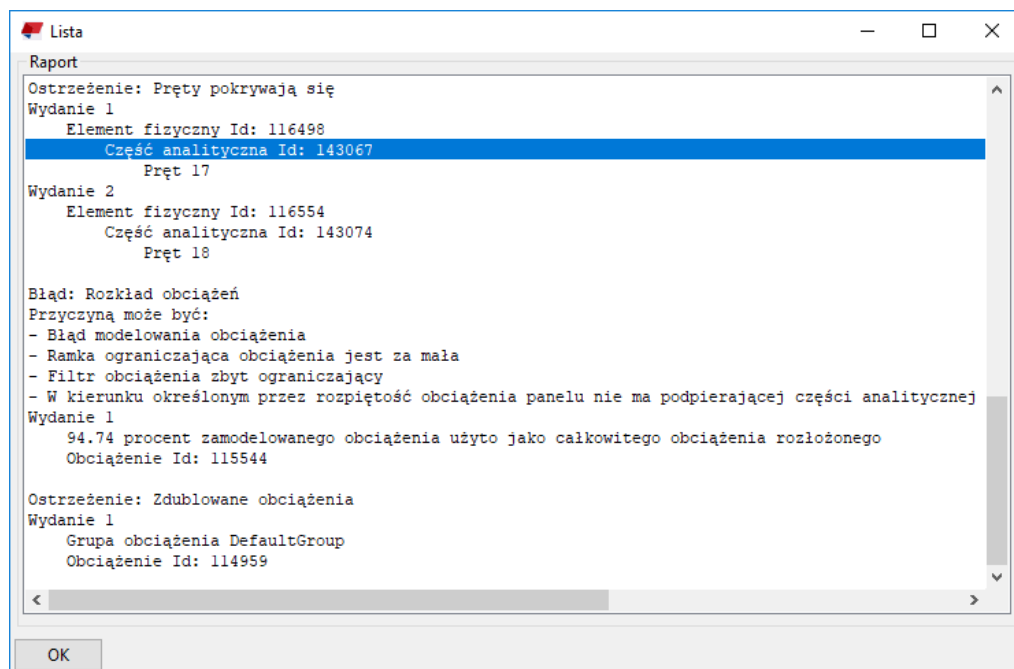 Lista
Raport
Ostrzeżenie: Pręty pokrywają się
Wydanie 1
Element fizyczny Id: 116498
Część analityczna Id: 143067
Pręt 17
Wydanie 2
Element fizyczny Id: 116554
Część analityczna Id: 143074
Pręt 18
Błąd: Rozkład obciążeń
Przyczyną może być:
- Błąd modelowania obciążenia
- Ramka ograniczająca obciążenia jest za mała
- Filtr obciążenia zbyt ograniczający
- W kierunku określonym przez rozpiętość obciążenia panelu nie ma podpierającej części analitycznej
Wydanie 1
94.74 procent zamodelowanego obciążenia użyto jako całkowitego obciążenia rozłożonego
Obciążenie Id: 115544
Ostrzeżenie: Zdublowane obciążenia
Wydanie 1
Grupa obciążenia DefaultGroup
Obciążenie Id: 114959
OK